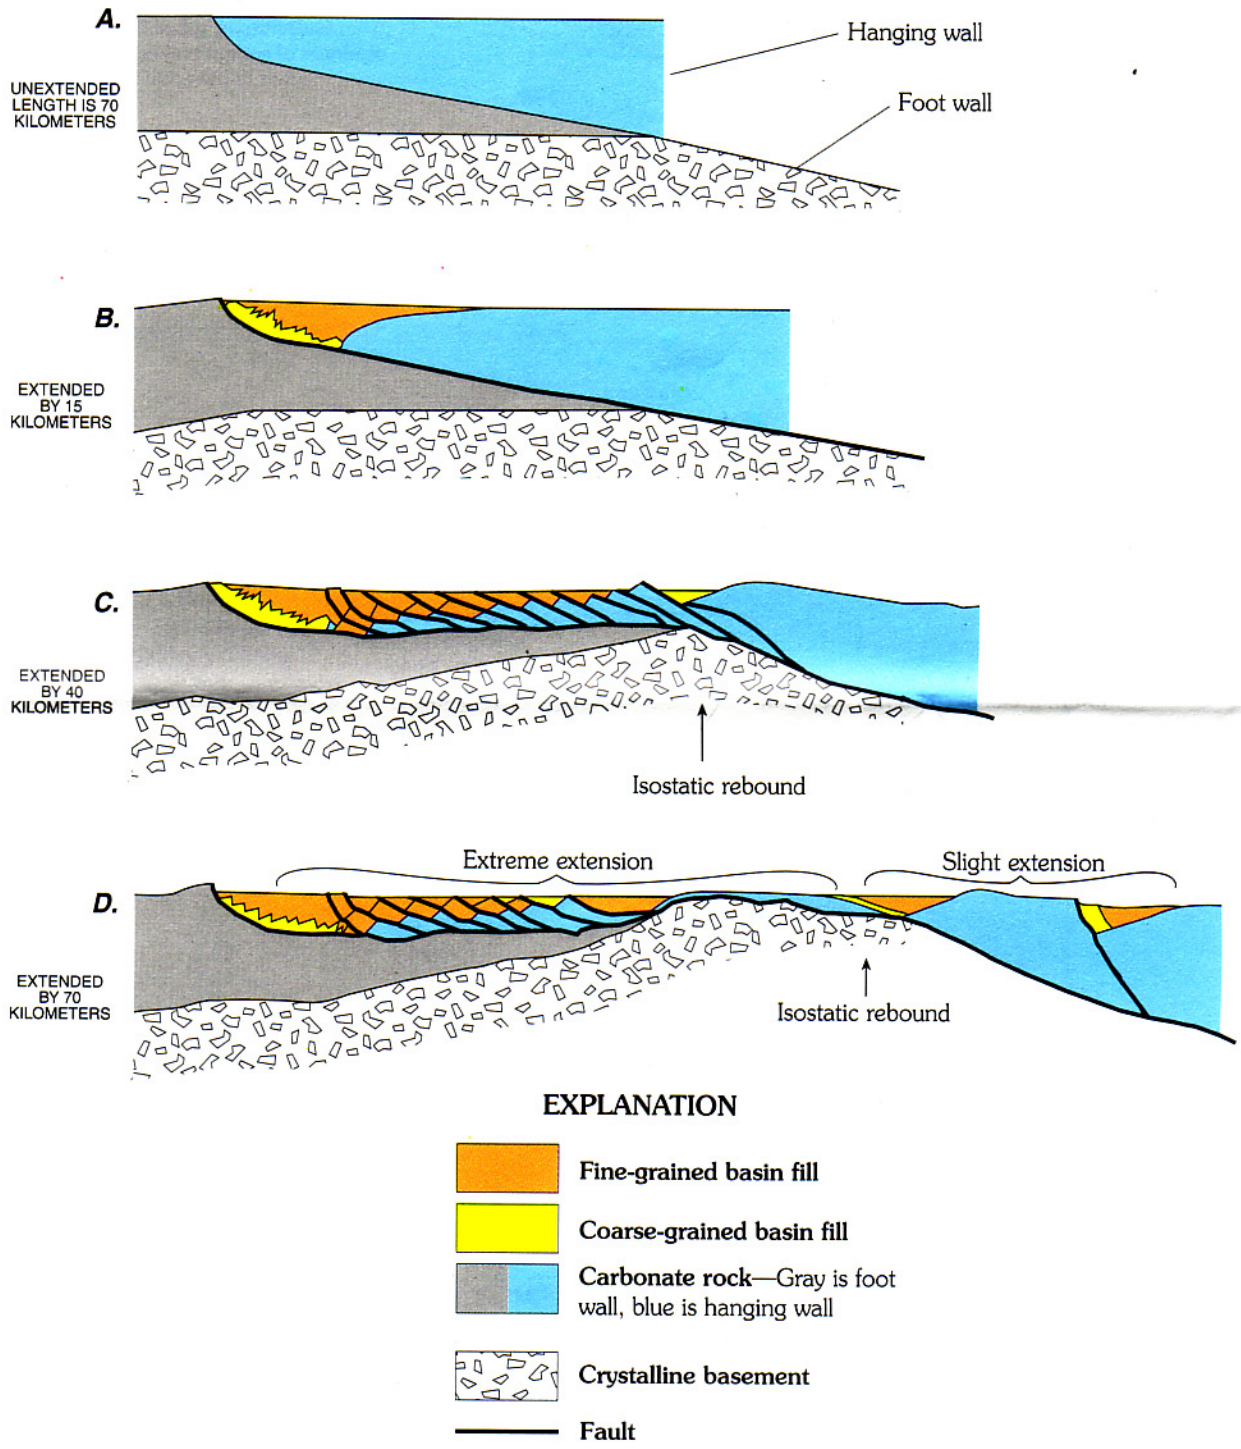 A.
UNEXTENDED
LENGTH IS 70
KILOMETERS
Hanging wall
Foot wall
B.
EXTENDED
BY 15
KILOMETERS
C.
EXTENDED
BY 40
KILOMETERS
Isostatic rebound
Extreme extension
Slight extension
D.
EXTENDED
BY 70
KILOMETERS
Isostatic rebound
EXPLANATION
Fine-grained basin fill
Coarse-grained basin fill
Carbonate rock—Gray is foot
wall, blue is hanging wall
Crystalline basement
Fault